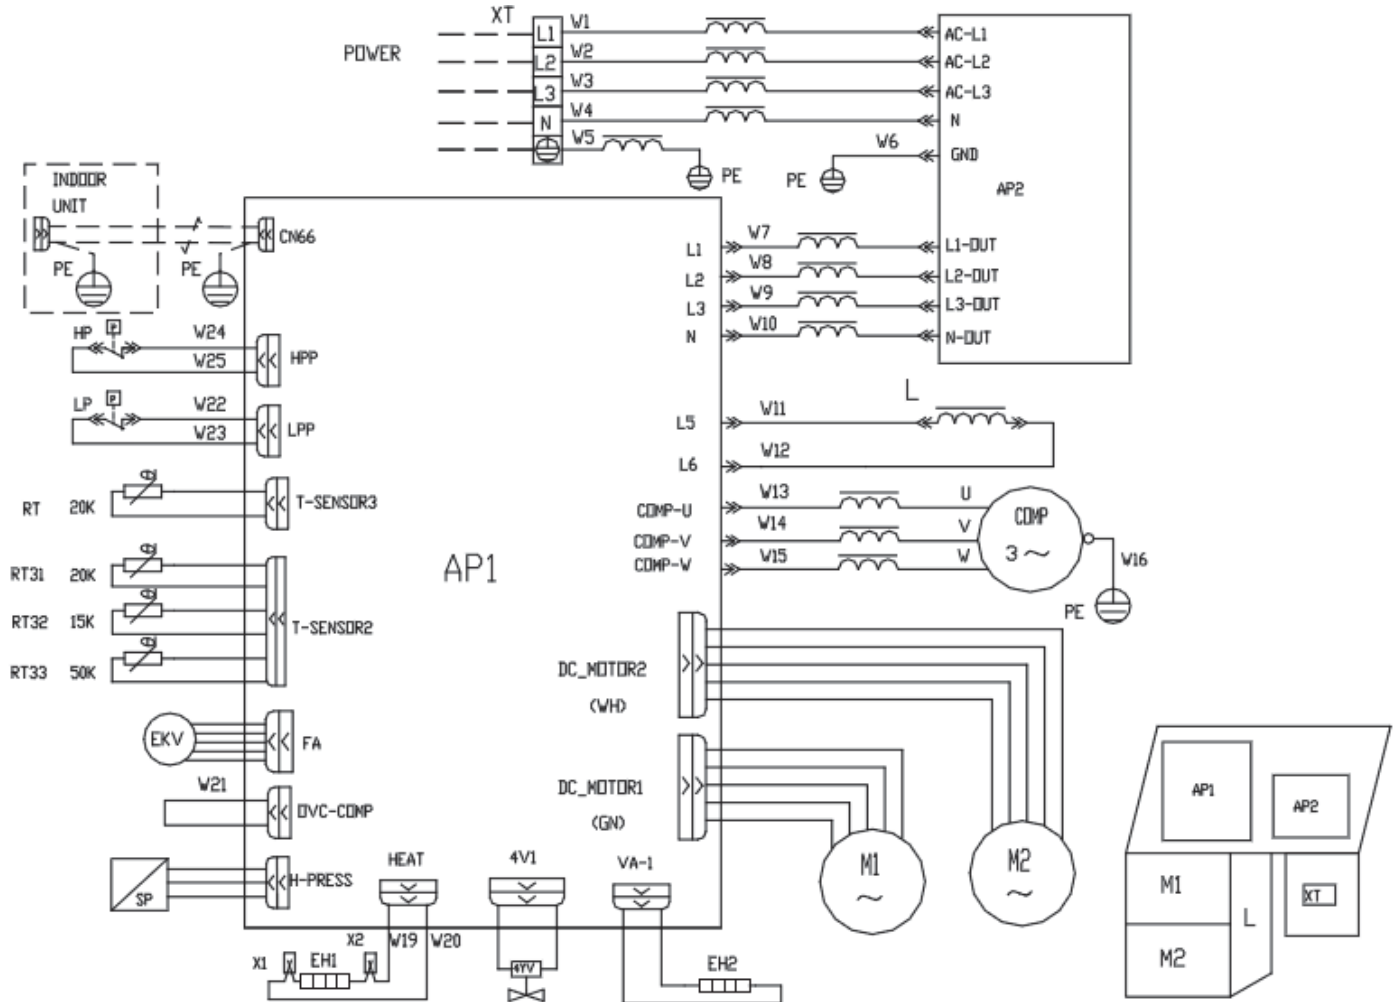 XT
POWER
L1 W1 AC-L1
L2 W2 AC-L2
L3 W3 AC-L3
N W4 N
W5 PE
W6 GND
PE
AP2
INDOOR
UNIT
CN66
PE PE
L1 W7 L1-OUT
L2 W8 L2-OUT
L3 W9 L3-OUT
N W10 N-OUT
HP P W24
W25 HPP
LP P W22
W23 LPP
L
L5 W11
L6 W12
RT 20K T-SENSOR3
COMP-U W13 U
COMP-V W14 V
COMP-W W15 W
COMP
3 ~
W16
PE
AP1
RT31 20K
RT32 15K T-SENSOR2
RT33 50K
DC_MOTOR2
(WH)
EKV FA
DC_MOTOR1
(GN)
W21
OVC-COMP
SP H-PRESS
HEAT 4V1 VA-1
M1
~
M2
~
X1 EH1 X2 W19 W20
4YV
EH2
AP1 AP2
M1
M2
L
XT